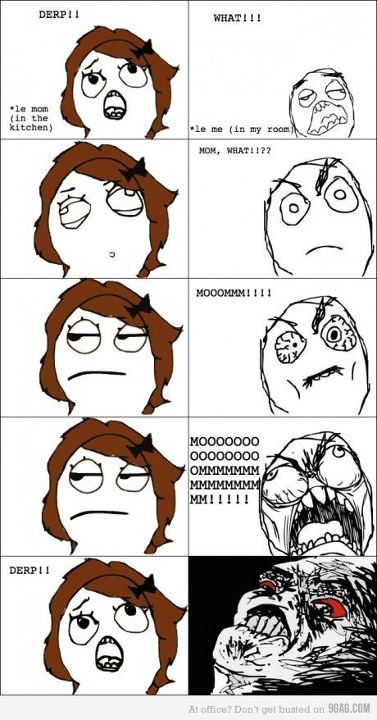 DERP!!
*le mom
(in the
kitchen)
WHAT!!!
*le me (in my room)
MOM, WHAT!!??
MOOOMMM!!!!
MOOOOOOO
OOOOOOOO
OMMMMMMM
MMMMMMMM
MM!!!!!
DERP!!
At office? Don't get busted on 9GAG.COM